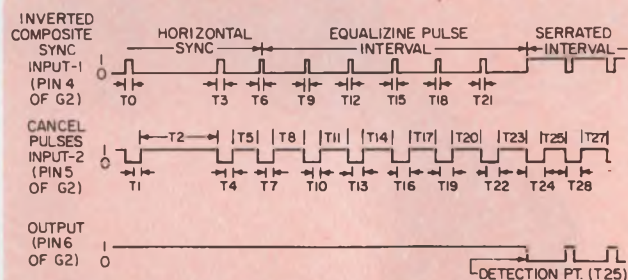 INVERTED
COMPOSITE
SYNC
INPUT-1
(PIN 4
OF G2)
1
0
HORIZONTAL
SYNC
EQUALIZINE PULSE
INTERVAL
SERRATED
INTERVAL
T0 T3 T6 T9 T12 T15 T18 T21
CANCEL
PULSES
INPUT-2
(PIN 5
OF G2)
1
0
T2 T5 T8 T11 T14 T17 T20 T23 T25 T27
T1 T4 T7 T10 T13 T16 T19 T22 T24 T28
OUTPUT
(PIN 6
OF G2)
1
0
DETECTION PT. (T25)